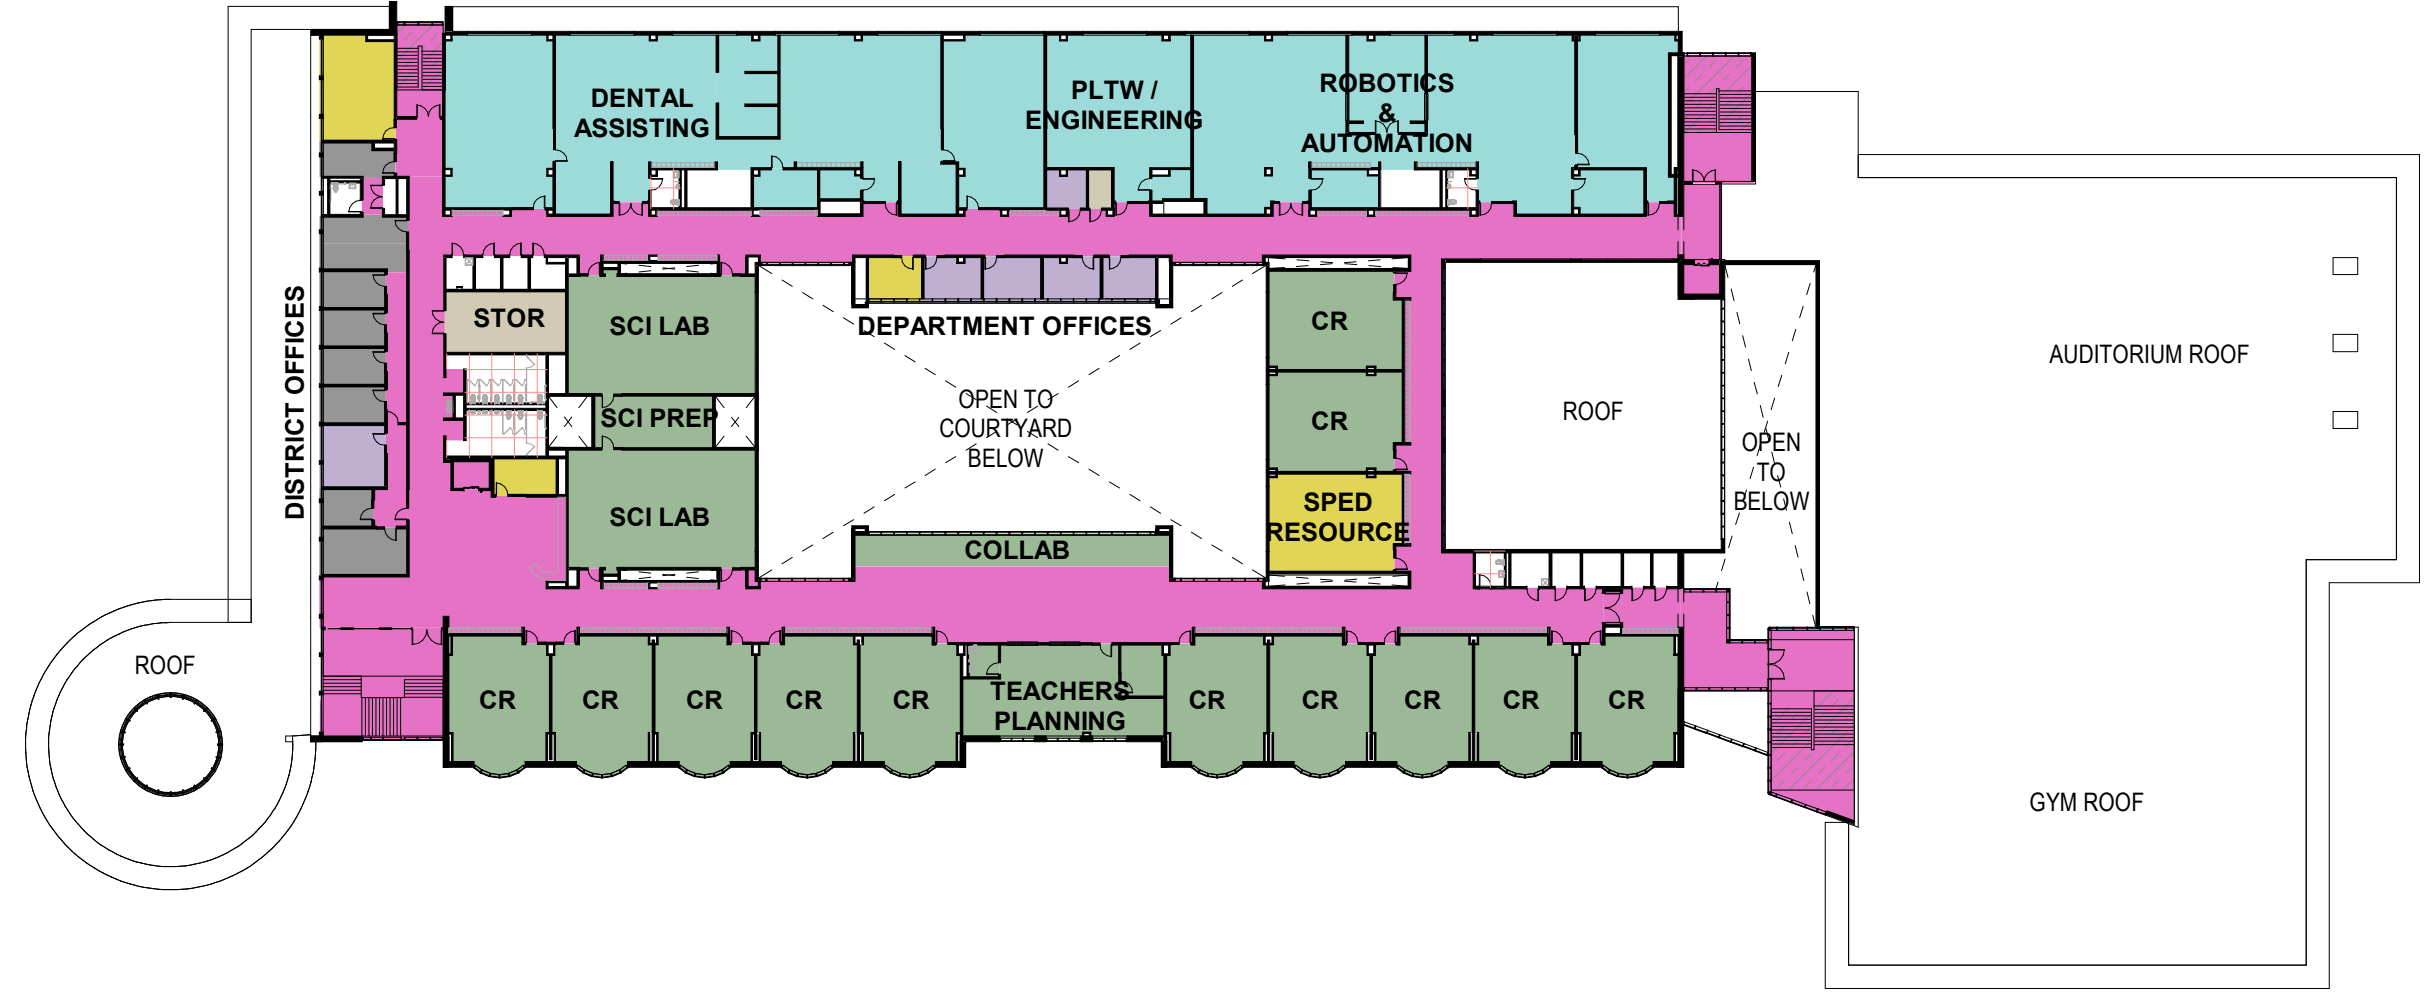 DENTAL
ASSISTING
PLTW /
ENGINEERING
ROBOTICS
&
AUTOMATION
DISTRICT OFFICES
STOR
SCI LAB
SCI PREP
SCI LAB
DEPARTMENT OFFICES
OPEN TO
COURTYARD
BELOW
COLLAB
CR
CR
SPED
RESOURCE
ROOF
OPEN
TO
BELOW
AUDITORIUM ROOF
ROOF
CR
CR
CR
CR
CR
TEACHERS
PLANNING
CR
CR
CR
CR
CR
GYM ROOF